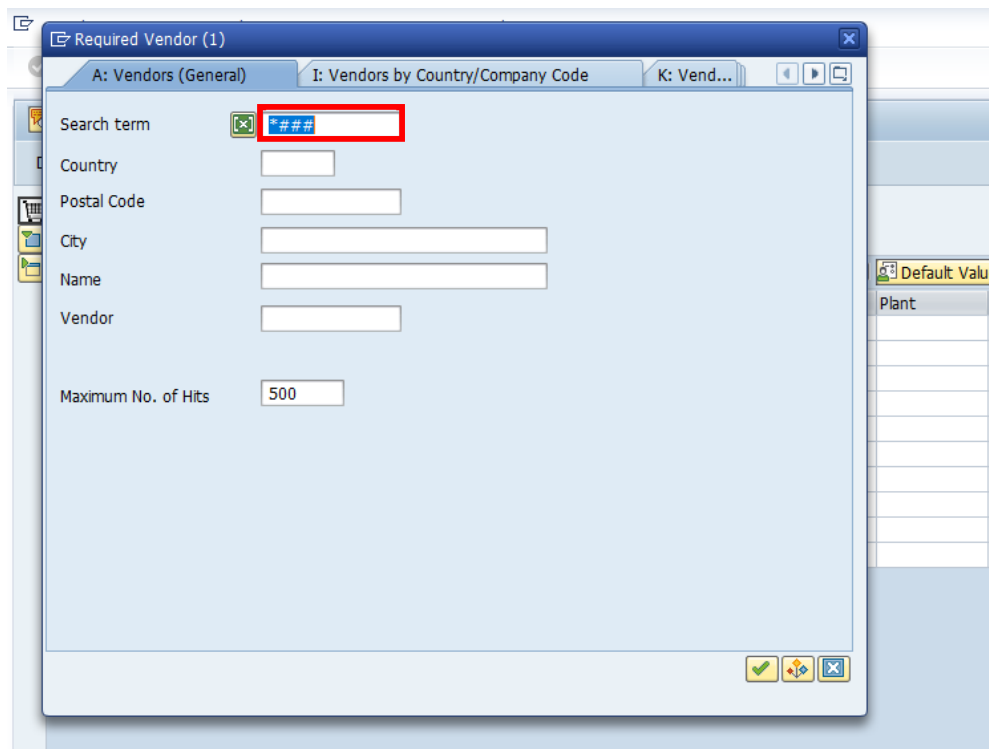 Required Vendor (1)
A: Vendors (General)
I: Vendors by Country/Company Code
K: Vend...
Search term
*###
Country
Postal Code
City
Name
Vendor
Maximum No. of Hits
500
Default Valu
Plant